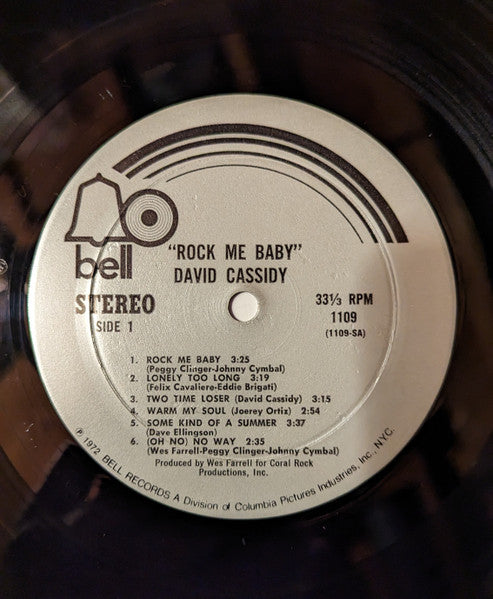 bell
"ROCK ME BABY"
DAVID CASSIDY
STEREO
SIDE 1
33⅓ RPM
1109
(1109-SA)
1. ROCK ME BABY 3:25
(Peggy Clinger-Johnny Cymbal)
2. LONELY TOO LONG 3:19
(Felix Cavaliere-Eddie Brigati)
3. TWO TIME LOSER (David Cassidy) 3:15
4. WARM MY SOUL (Joerey Ortiz) 2:54
5. SOME KIND OF A SUMMER 3:37
(Dave Ellingson)
6. (OH NO) NO WAY 2:35
(Wes Farrell-Peggy Clinger-Johnny Cymbal)
Produced by Wes Farrell for Coral Rock
Productions, Inc.
℗ 1972 BELL RECORDS A Division of Columbia Pictures Industries, Inc., NYC.